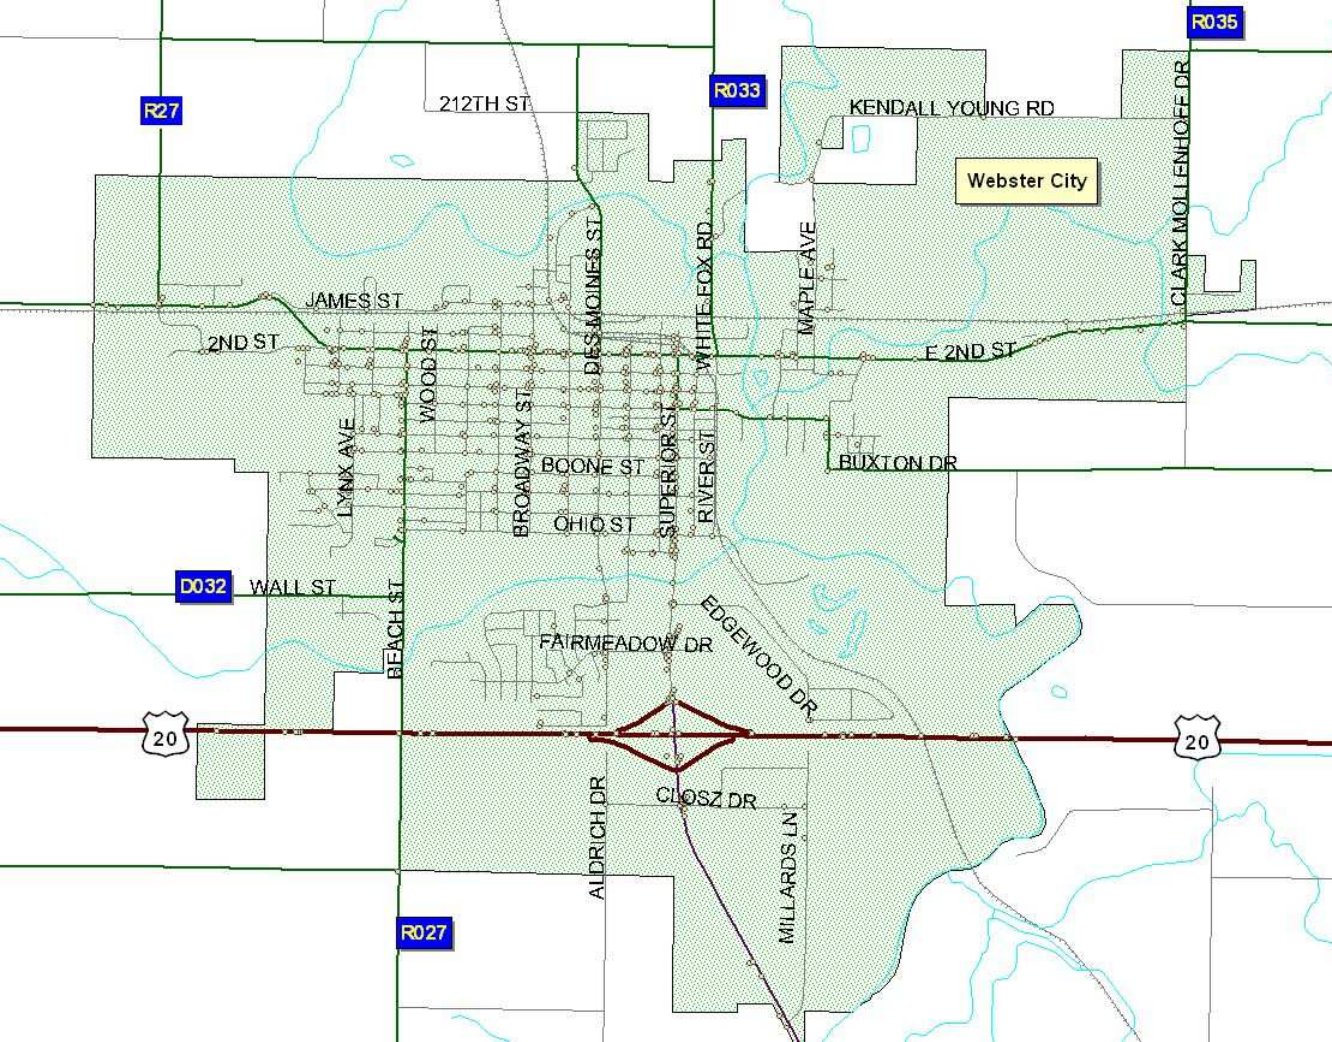 R035
R033
R27
212TH ST
KENDALL YOUNG RD
Webster City
CLARK MOLLENHOFF DR
DES MOINES ST
WHITE FOX RD
MAPLE AVE
JAMES ST
2ND ST
E 2ND ST
WOOD ST
BROADWAY ST
LYNX AVE
SUPERIOR ST
RIVER ST
BOONE ST
BUXTON DR
OHIO ST
D032
WALL ST
BEACH ST
FAIRMEADOW DR
EDGEWOOD DR
20
20
CLOSZ DR
ALDRICH DR
MILLARDS LN
R027